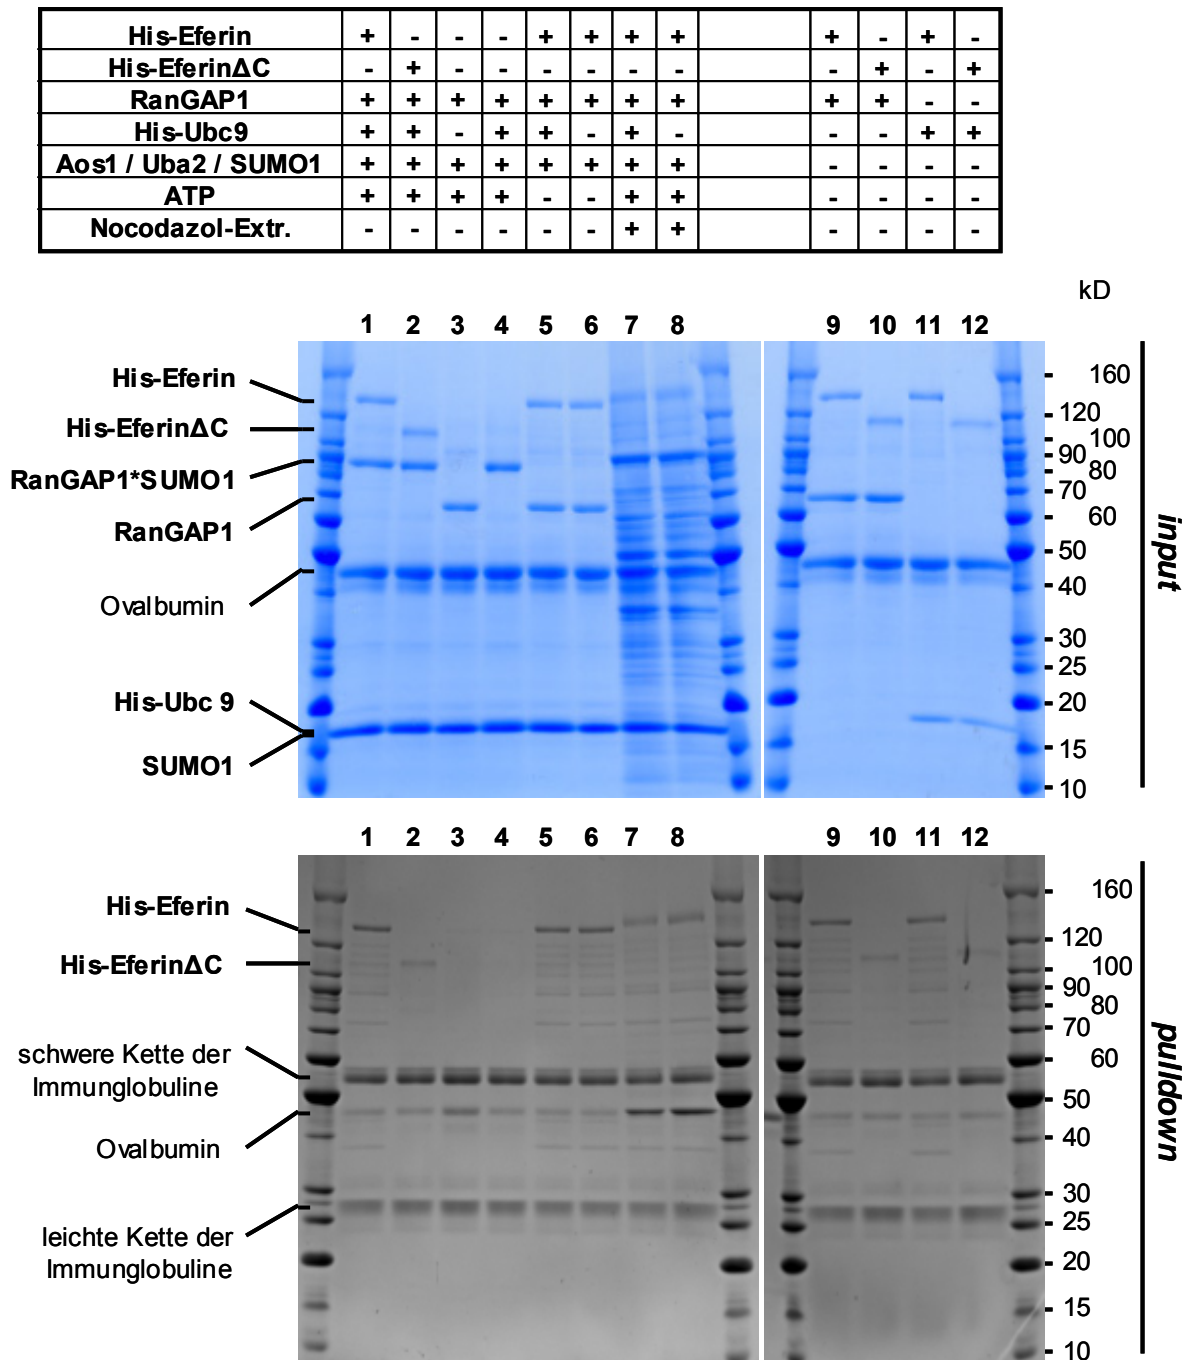 His-Eferin + - - - + + + + + - + -
His-EferinΔC - + - - - - - - - + - +
RanGAP1 + + + + + + + + + + - -
His-Ubc9 + + - + + - + - - - + +
Aos1 / Uba2 / SUMO1 + + + + + + + + - - - -
ATP + + + + - - + + - - - -
Nocodazol-Extr. - - - - - - + + - - - -
kD
1 2 3 4 5 6 7 8 9 10 11 12
His-Eferin
His-EferinΔC
RanGAP1*SUMO1
RanGAP1
Ovalbumin
His-Ubc 9
SUMO1
160
120
100
90
80
70
60
50
40
30
25
20
15
10
input
1 2 3 4 5 6 7 8 9 10 11 12
His-Eferin
His-EferinΔC
schwere Kette der
Immunglobuline
Ovalbumin
leichte Kette der
Immunglobuline
160
120
100
90
80
70
60
50
40
30
25
20
15
10
pulldown